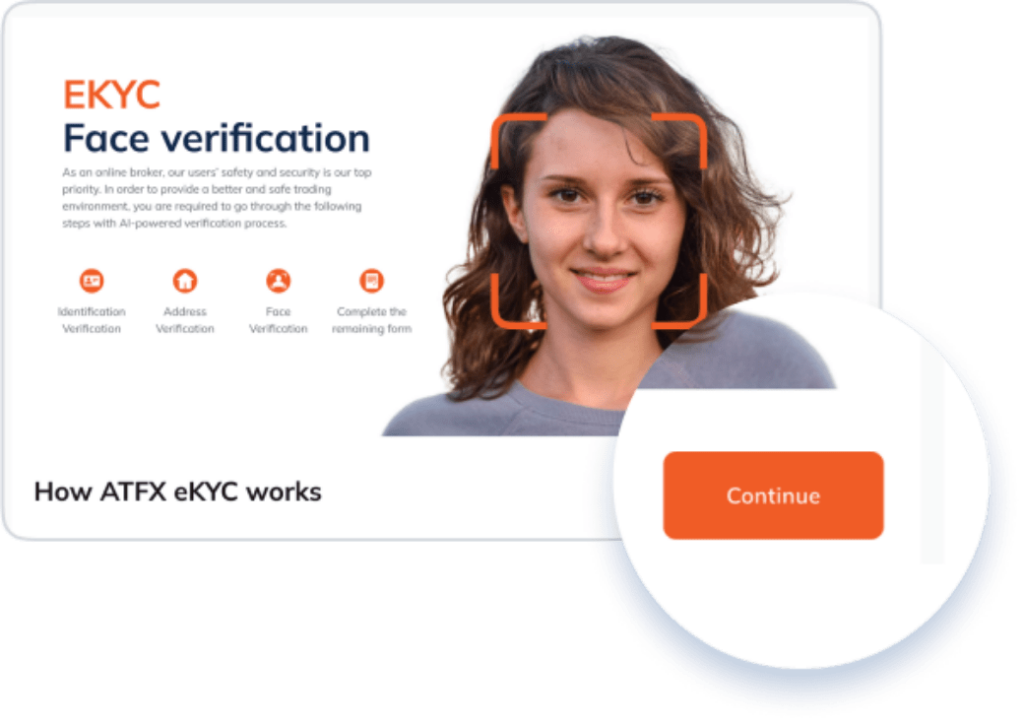 EKYC
Face verification
As an online broker, our users' safety and security is our top
priority. In order to provide a better and safe trading
environment, you are required to go through the following
steps with AI-powered verification process.
Identification
Verification
Address
Verification
Face
Verification
Complete the
remaining form
How ATFX eKYC works
Continue